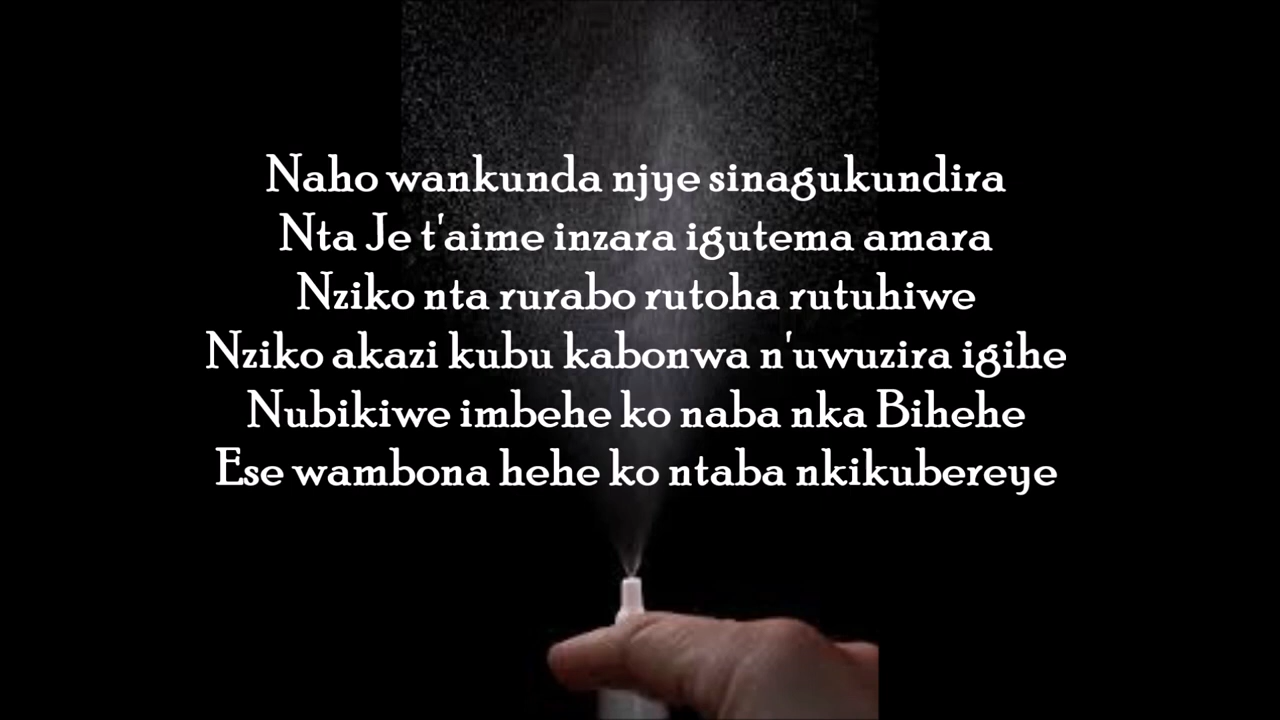 Naho wankunda njye sinagukundira
Nta Je t'aime inzara igutema amara
Nziko nta rurabo rutoha rutuhiwe
Nziko akazi kubu kabonwa n'uwuzira igihe
Nubikiwe imbehe ko naba nka Bihehe
Ese wambona hehe ko ntaba nkikubereye